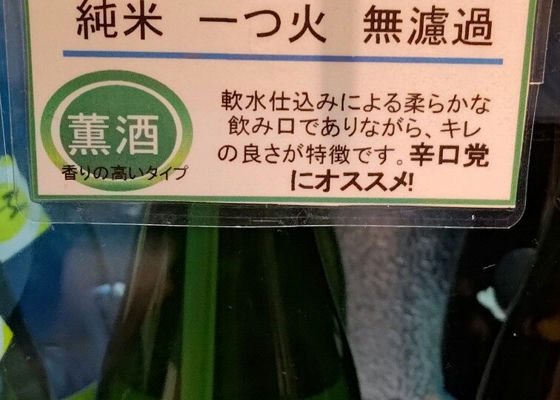 純米 一つ火 無濾過
薫酒
香りの高いタイプ
軟水仕込みによる柔らかな
飲み口でありながら、キレ
の良さが特徴です。辛口党
にオススメ!